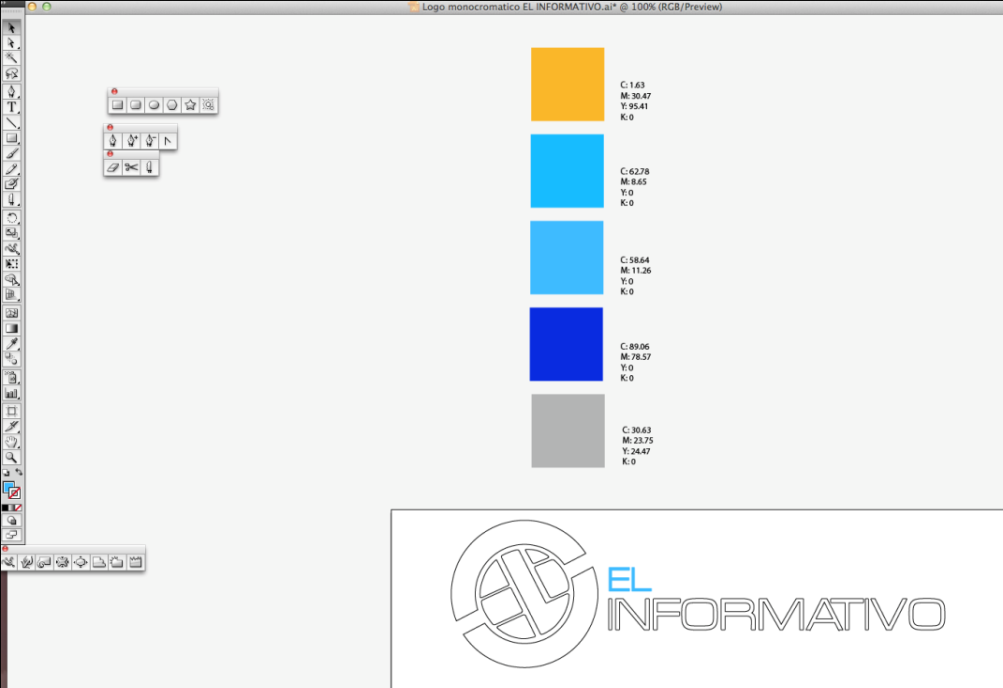 Logo monocromatico EL INFORMATIVO.ai* @ 100% (RGB/Preview)
C: 1.63
M: 30.47
Y: 95.41
K: 0
C: 62.78
M: 8.65
Y: 0
K: 0
C: 58.64
M: 11.26
Y: 0
K: 0
C: 89.06
M: 78.57
Y: 0
K: 0
C: 30.63
M: 23.75
Y: 24.47
K: 0
EL
INFORMATIVO